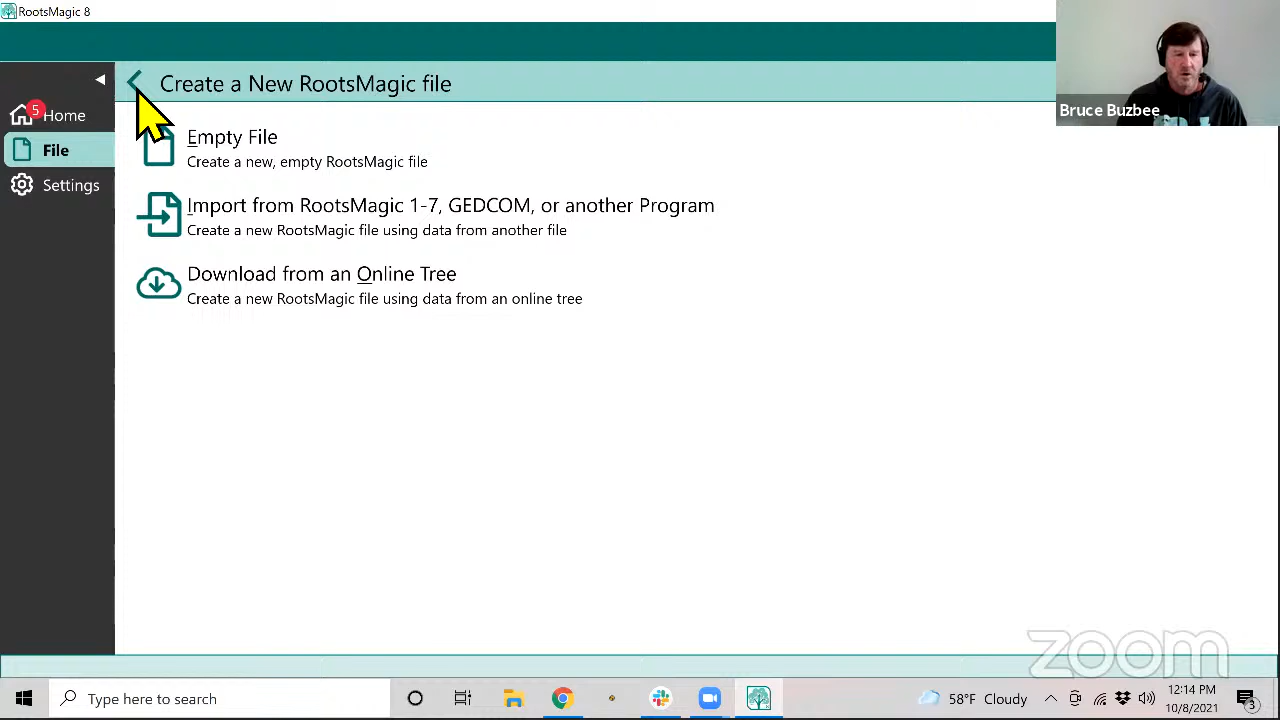 RootsMagic 8
Create a New RootsMagic file
Bruce Buzbee
5
Home
File
Settings
Empty File
Create a new, empty RootsMagic file
Import from RootsMagic 1-7, GEDCOM, or another Program
Create a new RootsMagic file using data from another file
Download from an Online Tree
Create a new RootsMagic file using data from an online tree
zoom
Type here to search
58°F Cloudy
12:14 PM
10/8/2021
3